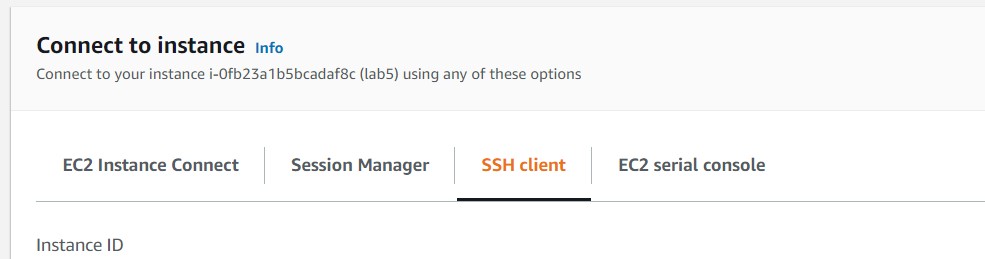 Connect to instance Info
Connect to your instance i-0fb23a1b5bcadaf8c (lab5) using any of these options
EC2 Instance Connect Session Manager SSH client EC2 serial console
Instance ID